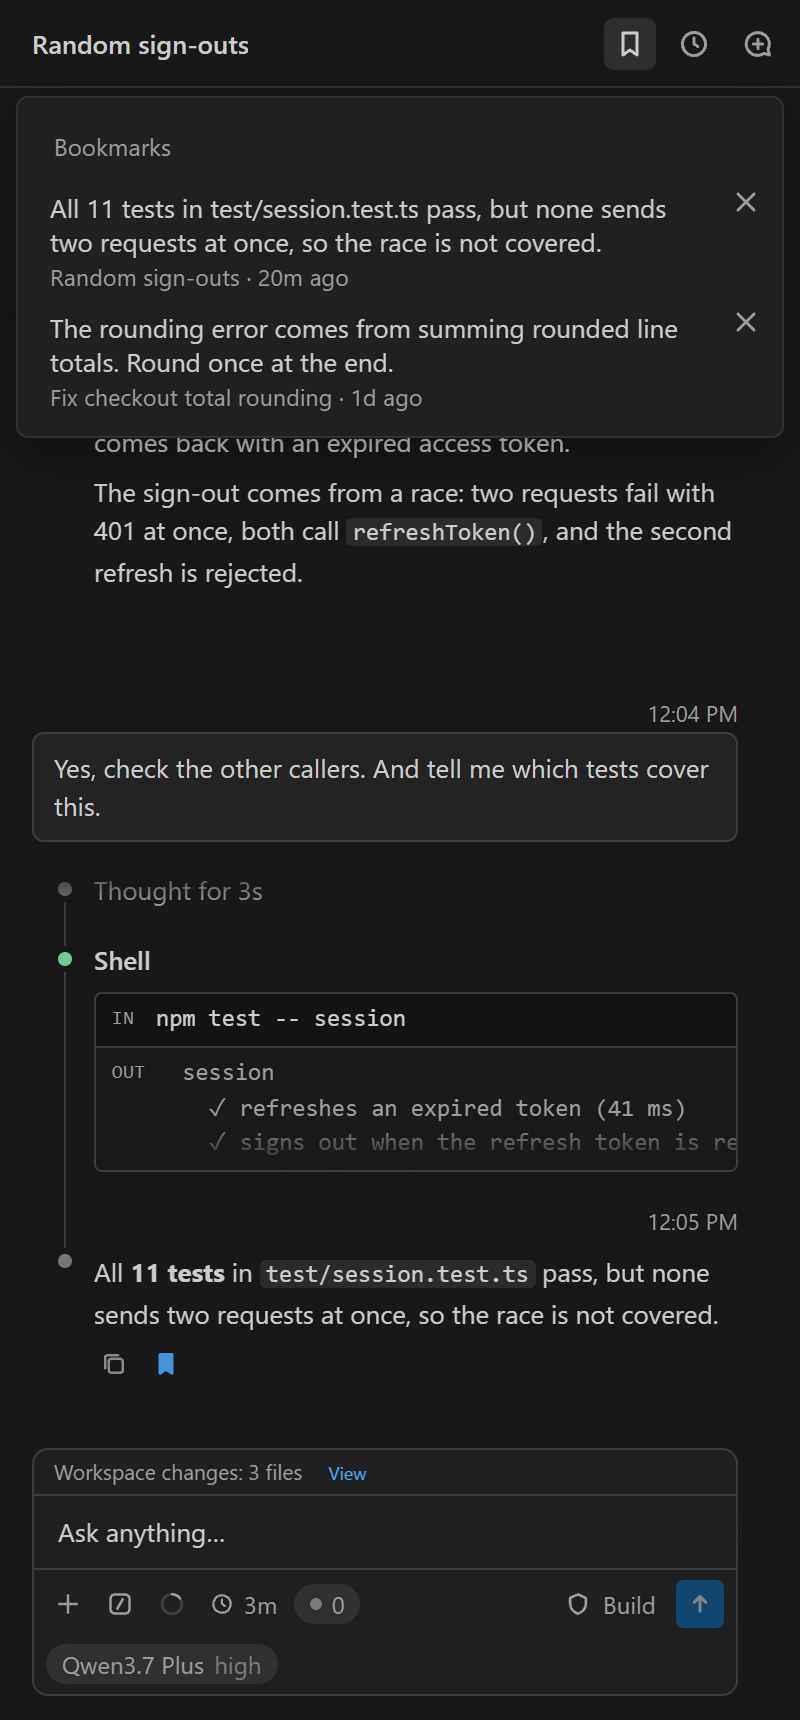 Random sign-outs
Bookmarks
All 11 tests in test/session.test.ts pass, but none sends
two requests at once, so the race is not covered.
Random sign-outs · 20m ago
The rounding error comes from summing rounded line
totals. Round once at the end.
Fix checkout total rounding · 1d ago
comes back with an expired access token.
The sign-out comes from a race: two requests fail with
401 at once, both call refreshToken(), and the second
refresh is rejected.
12:04 PM
Yes, check the other callers. And tell me which tests cover
this.
Thought for 3s
Shell
IN npm test -- session
OUT session
✓ refreshes an expired token (41 ms)
✓ signs out when the refresh token is re
12:05 PM
All 11 tests in test/session.test.ts pass, but none
sends two requests at once, so the race is not covered.
Workspace changes: 3 files View
Ask anything...
3m 0 Build
Qwen3.7 Plus high